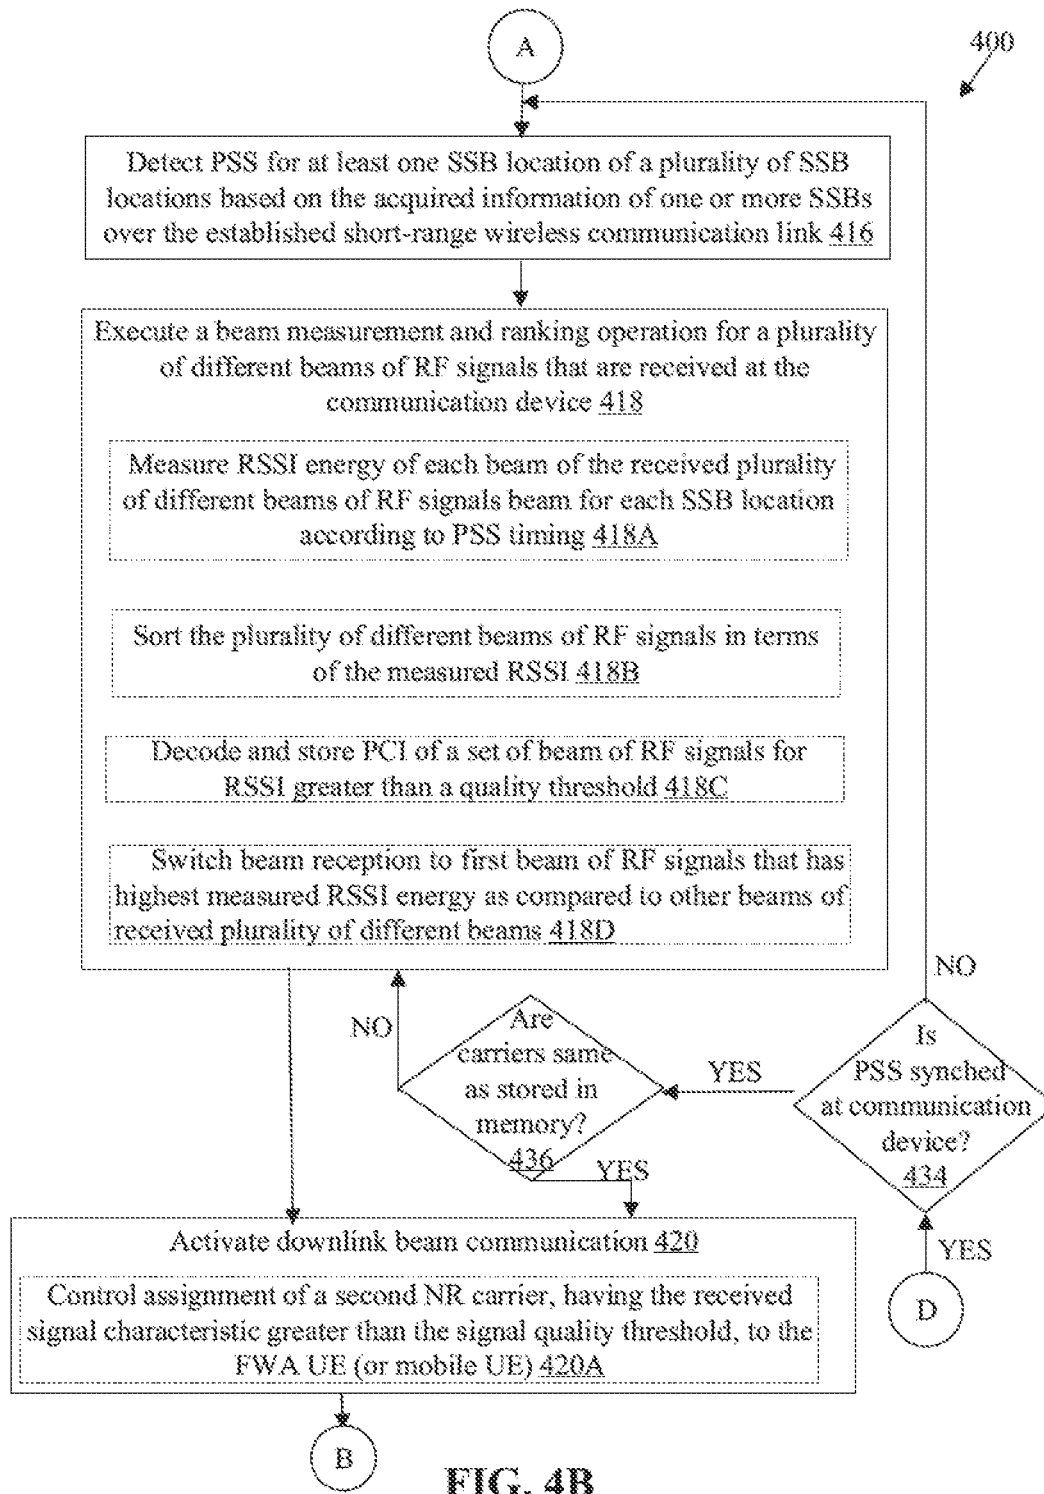 A
400
Detect PSS for at least one SSB location of a plurality of SSB
locations based on the acquired information of one or more SSBs
over the established short-range wireless communication link 416
Execute a beam measurement and ranking operation for a plurality
of different beams of RF signals that are received at the
communication device 418
Measure RSSI energy of each beam of the received plurality
of different beams of RF signals beam for each SSB location
according to PSS timing 418A
Sort the plurality of different beams of RF signals in terms
of the measured RSSI 418B
Decode and store PCI of a set of beam of RF signals for
RSSI greater than a quality threshold 418C
Switch beam reception to first beam of RF signals that has
highest measured RSSI energy as compared to other beams of
received plurality of different beams 418D
NO
NO
Are
carriers same
as stored in
memory?
436
YES
YES
Is
PSS synched
at communication
device?
434
YES
D
Activate downlink beam communication 420
Control assignment of a second NR carrier, having the received
signal characteristic greater than the signal quality threshold, to the
FWA UE (or mobile UE) 420A
B
FIG. 4B